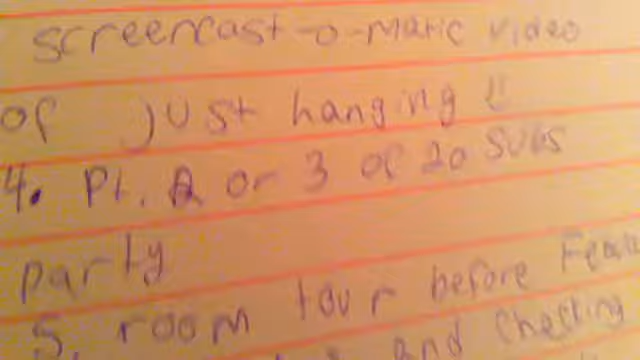 screencast-o-matic video
of just hanging
4. Pt. 2 or 3 of 20 subs
party
5. room tour before
and Checking